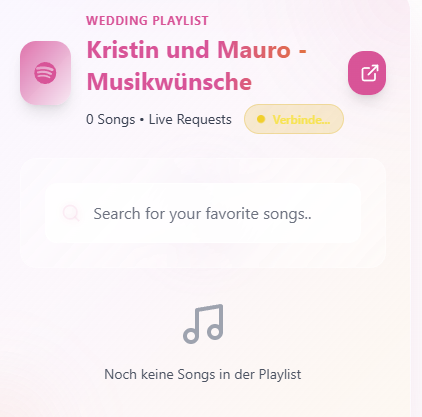 WEDDING PLAYLIST
Kristin und Mauro -
Musikwünsche
0 Songs • Live Requests
Verbinde...
Search for your favorite songs..
Noch keine Songs in der Playlist